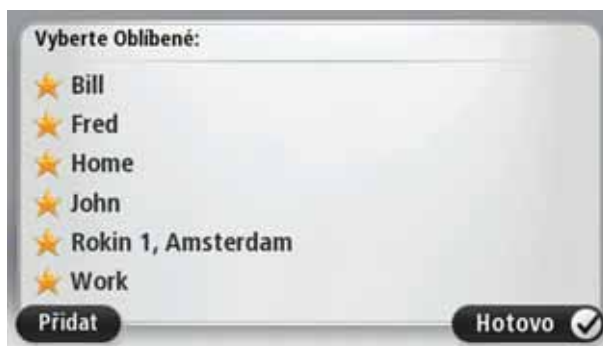 Vyberte Oblíbené:
Bill
Fred
Home
John
Rokin 1, Amsterdam
Work
Přidat
Hotovo